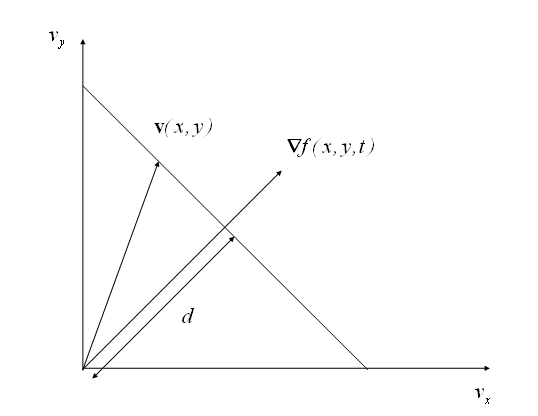 v_y
v(x,y)
∇f(x,y,t)
d
v_x